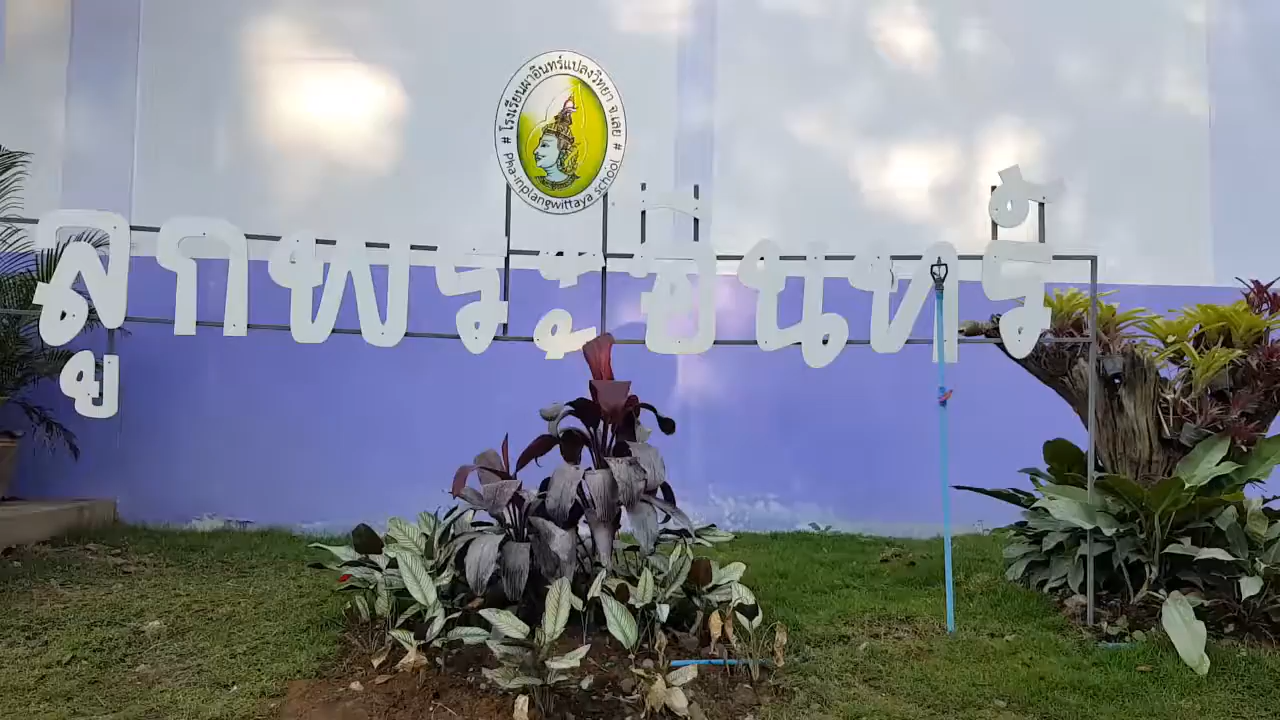 # โรงเรียนผาอินทร์แปลงวิทยา จ.เลย #
Pha-inplangwittaya school
ลูกพระอินทร์